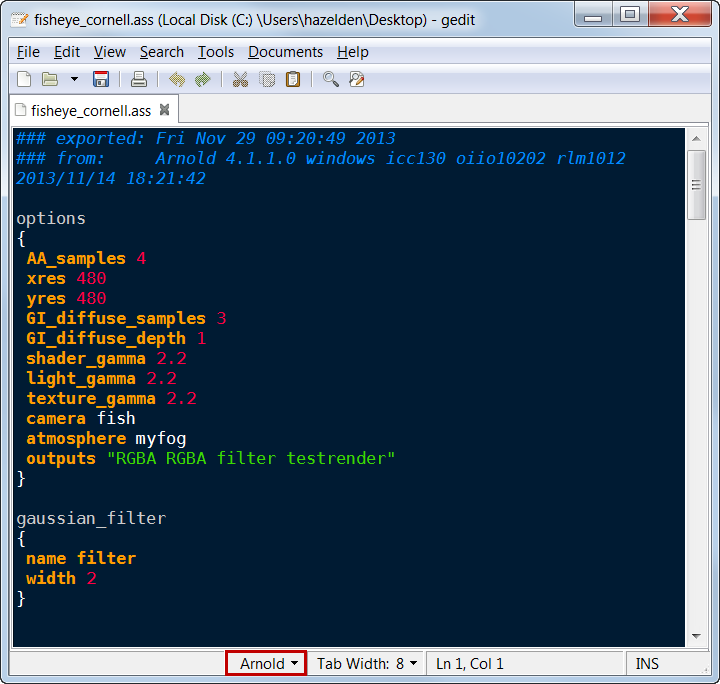 fisheye_cornell.ass (Local Disk (C:) \Users\hazelden\Desktop) - gedit
File Edit View Search Tools Documents Help
fisheye_cornell.ass
### exported: Fri Nov 29 09:20:49 2013
### from:     Arnold 4.1.1.0 windows icc130 oiio10202 rlm1012
2013/11/14 18:21:42
options
{
AA_samples 4
xres 480
yres 480
GI_diffuse_samples 3
GI_diffuse_depth 1
shader_gamma 2.2
light_gamma 2.2
texture_gamma 2.2
camera fish
atmosphere myfog
outputs "RGBA RGBA filter testrender"
}
gaussian_filter
{
name filter
width 2
}
Arnold Tab Width: 8 Ln 1, Col 1 INS